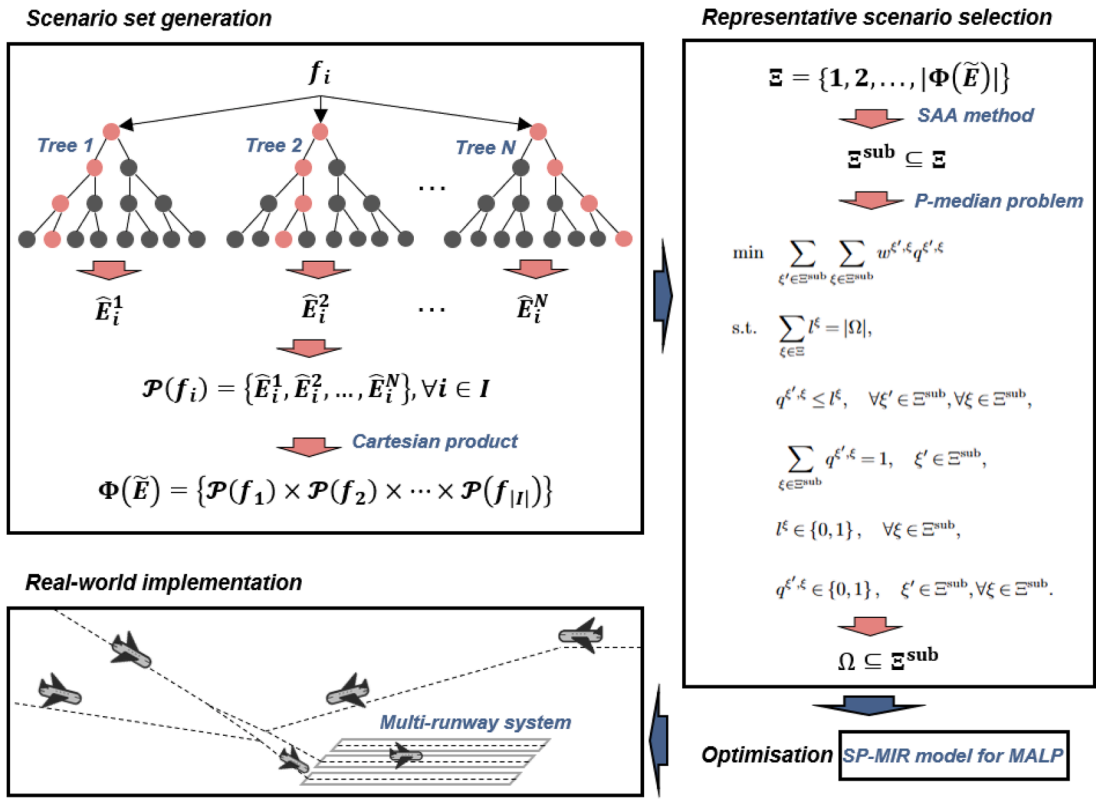 Scenario set generation
f_i
Tree 1
Tree 2
Tree N
...
Ê_i^1
Ê_i^2
...
Ê_i^N
𝓟(f_i) = {Ê_i^1, Ê_i^2, ..., Ê_i^N}, ∀i ∈ I
Cartesian product
Φ(Ẽ) = {𝓟(f_1) × 𝓟(f_2) × ⋯ × 𝓟(f_|I|)}
Representative scenario selection
Ξ = {1, 2, ..., |Φ(Ẽ)|}
SAA method
Ξ^sub ⊆ Ξ
P-median problem
min ∑_{ξ′∈Ξ^sub} ∑_{ξ∈Ξ^sub} w^{ξ′,ξ} q^{ξ′,ξ}
s.t. ∑_{ξ∈Ξ} l^ξ = |Ω|,
q^{ξ′,ξ} ≤ l^ξ, ∀ξ′ ∈ Ξ^sub, ∀ξ ∈ Ξ^sub,
∑_{ξ∈Ξ^sub} q^{ξ′,ξ} = 1, ξ′ ∈ Ξ^sub,
l^ξ ∈ {0, 1}, ∀ξ ∈ Ξ^sub,
q^{ξ′,ξ} ∈ {0, 1}, ξ′ ∈ Ξ^sub, ∀ξ ∈ Ξ^sub.
Ω ⊆ Ξ^sub
Optimisation SP-MIR model for MALP
Real-world implementation
Multi-runway system